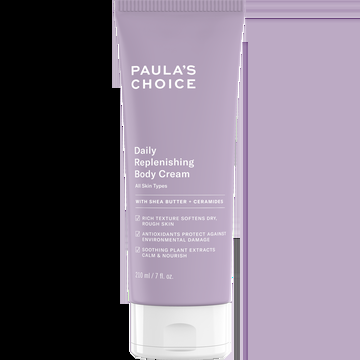 PAULA'S
CHOICE
Daily
Replenishing
Body Cream
All Skin Types
WITH SHEA BUTTER + CERAMIDES
RICH TEXTURE SOFTENS DRY,
ROUGH SKIN
ANTIOXIDANTS PROTECT AGAINST
ENVIRONMENTAL DAMAGE
SOOTHING PLANT EXTRACTS
CALM & NOURISH
210 ml / 7 fl. oz.